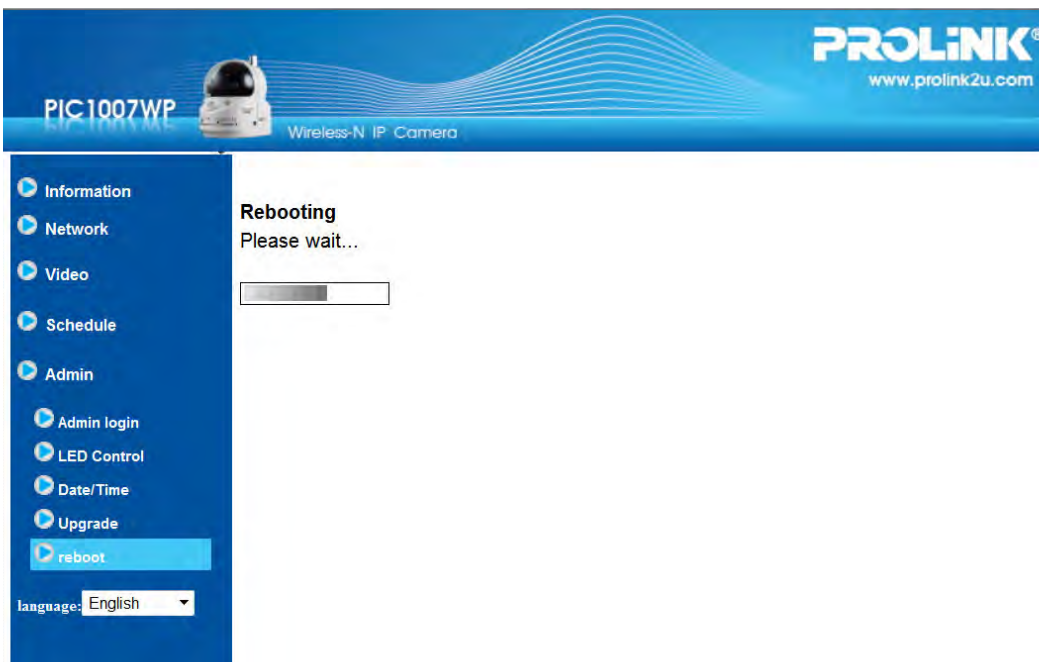 PROLiNK®
www.prolink2u.com
PIC1007WP
Wireless-N IP Camera
Information
Network
Video
Schedule
Admin
Admin login
LED Control
Date/Time
Upgrade
reboot
language: English
Rebooting
Please wait...